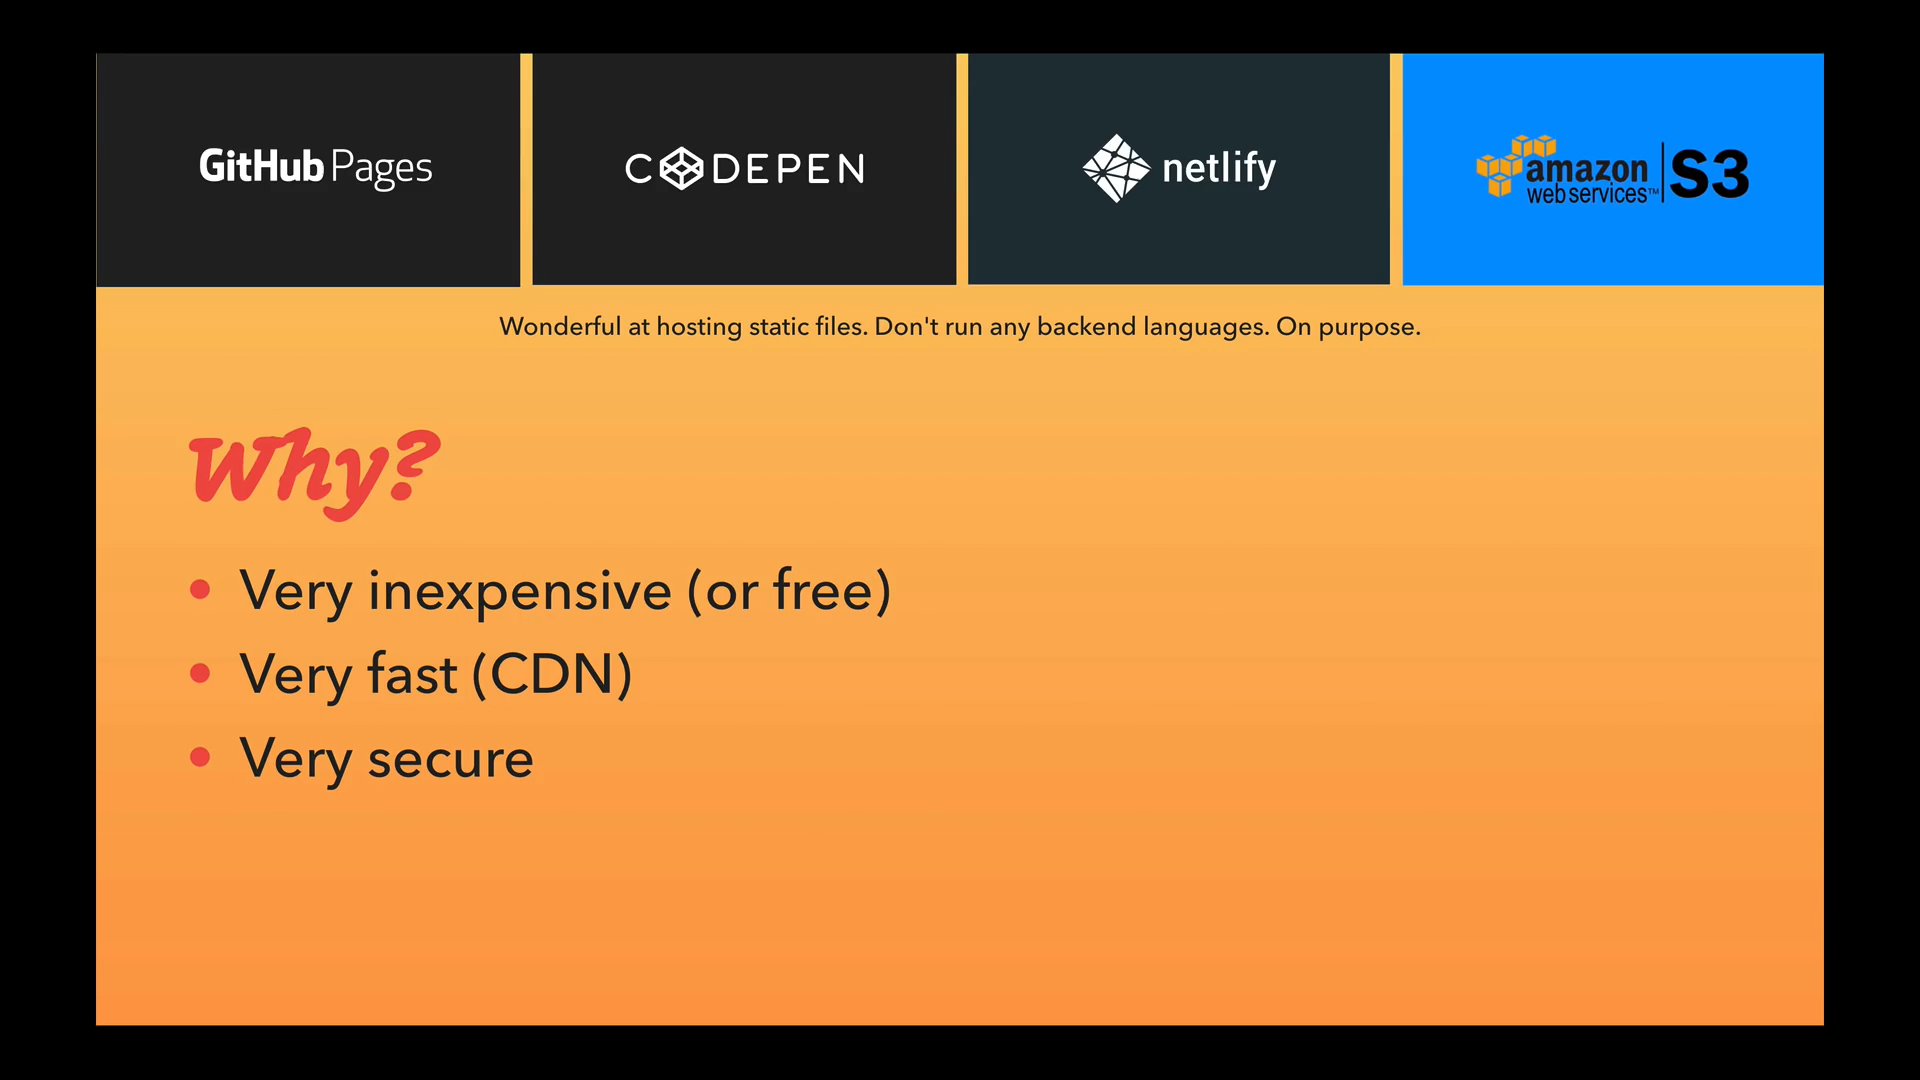 GitHub Pages
CODEPEN
netlify
amazon
web services™
S3
Wonderful at hosting static files. Don't run any backend languages. On purpose.
Why?
• Very inexpensive (or free)
• Very fast (CDN)
• Very secure